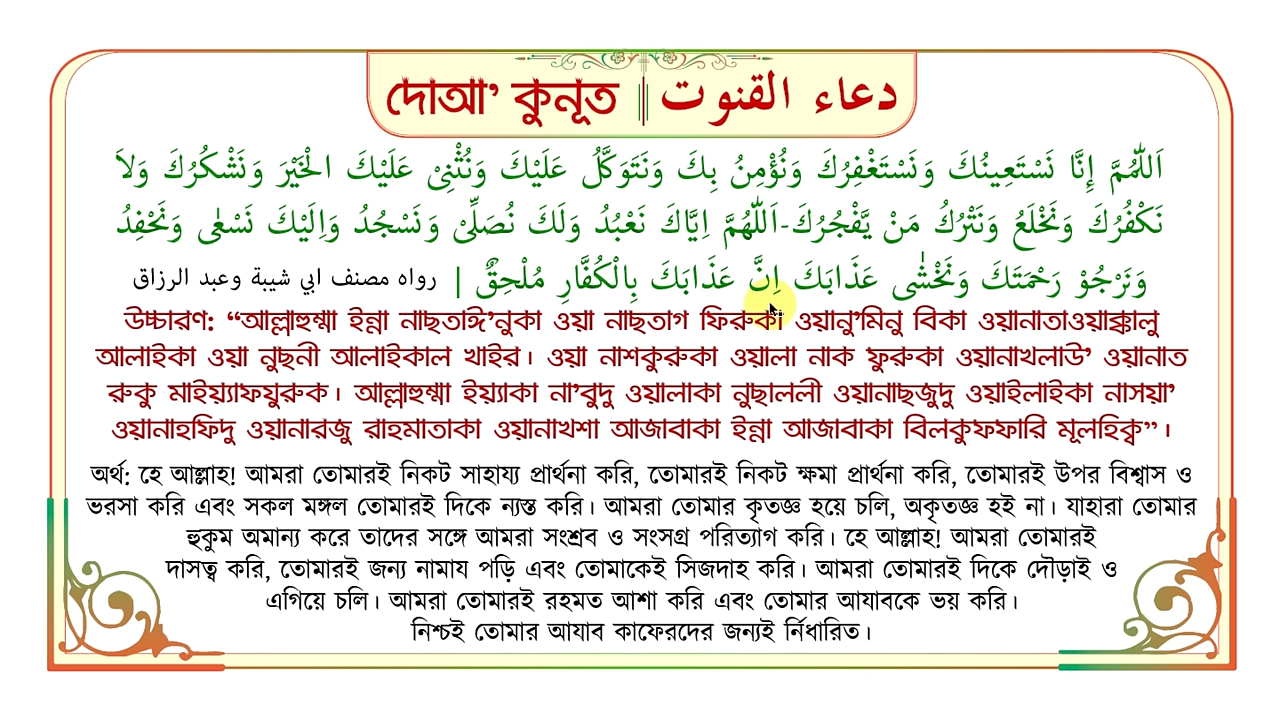 দোআ’ কুনূত || دعاء القنوت
اَللّٰهُمَّ إِنَّا نَسْتَعِينُكَ وَنَسْتَغْفِرُكَ وَنُؤْمِنُ بِكَ وَنَتَوَكَّلُ عَلَيْكَ وَنُثْنِىْ عَلَيْكَ الْخَيْرَ وَنَشْكُرُكَ وَلاَ
نَكْفُرُكَ وَنَخْلَعُ وَنَتْرُكُ مَنْ يَّفْجُرُكَ-اَللّٰهُمَّ اِيَّاكَ نَعْبُدُ وَلَكَ نُصَلِّىْ وَنَسْجُدُ وَاِلَيْكَ نَسْعٰى وَنَحْفِدُ
وَنَرْجُوْ رَحْمَتَكَ وَنَخْشٰى عَذَابَكَ اِنَّ عَذَابَكَ بِالْكُفَّارِ مُلْحِقٌ | رواه مصنف ابي شيبة وعبد الرزاق
উচ্চারণ: “আল্লাহুম্মা ইন্না নাছতাঈ’নুকা ওয়া নাছতাগ ফিরুকা ওয়ানু’মিনু বিকা ওয়ানাতাওয়াক্কালু
আলাইকা ওয়া নুছনী আলাইকাল খাইর। ওয়া নাশকুরুকা ওয়ালা নাক ফুরুকা ওয়ানাখলাউ’ ওয়ানাত
রুকু মাইয়্যাফযুরুক। আল্লাহুম্মা ইয়্যাকা না’বুদু ওয়ালাকা নুছাললী ওয়ানাছজুদু ওয়াইলাইকা নাসয়া’
ওয়ানাহফিদু ওয়ানারজু রাহমাতাকা ওয়ানাখশা আজাবাকা ইন্না আজাবাকা বিলকুফফারি মূলহিক্ব”।
অর্থ: হে আল্লাহ! আমরা তোমারই নিকট সাহায্য প্রার্থনা করি, তোমারই নিকট ক্ষমা প্রার্থনা করি, তোমারই উপর বিশ্বাস ও
ভরসা করি এবং সকল মঙ্গল তোমারই দিকে ন্যস্ত করি। আমরা তোমার কৃতজ্ঞ হয়ে চলি, অকৃতজ্ঞ হই না। যাহারা তোমার
হুকুম অমান্য করে তাদের সঙ্গে আমরা সংশ্রব ও সংসগ্র পরিত্যাগ করি। হে আল্লাহ! আমরা তোমারই
দাসত্ব করি, তোমারই জন্য নামায পড়ি এবং তোমাকেই সিজদাহ করি। আমরা তোমারই দিকে দৌড়াই ও
এগিয়ে চলি। আমরা তোমারই রহমত আশা করি এবং তোমার আযাবকে ভয় করি।
নিশ্চই তোমার আযাব কাফেরদের জন্যই র্নিধারিত।